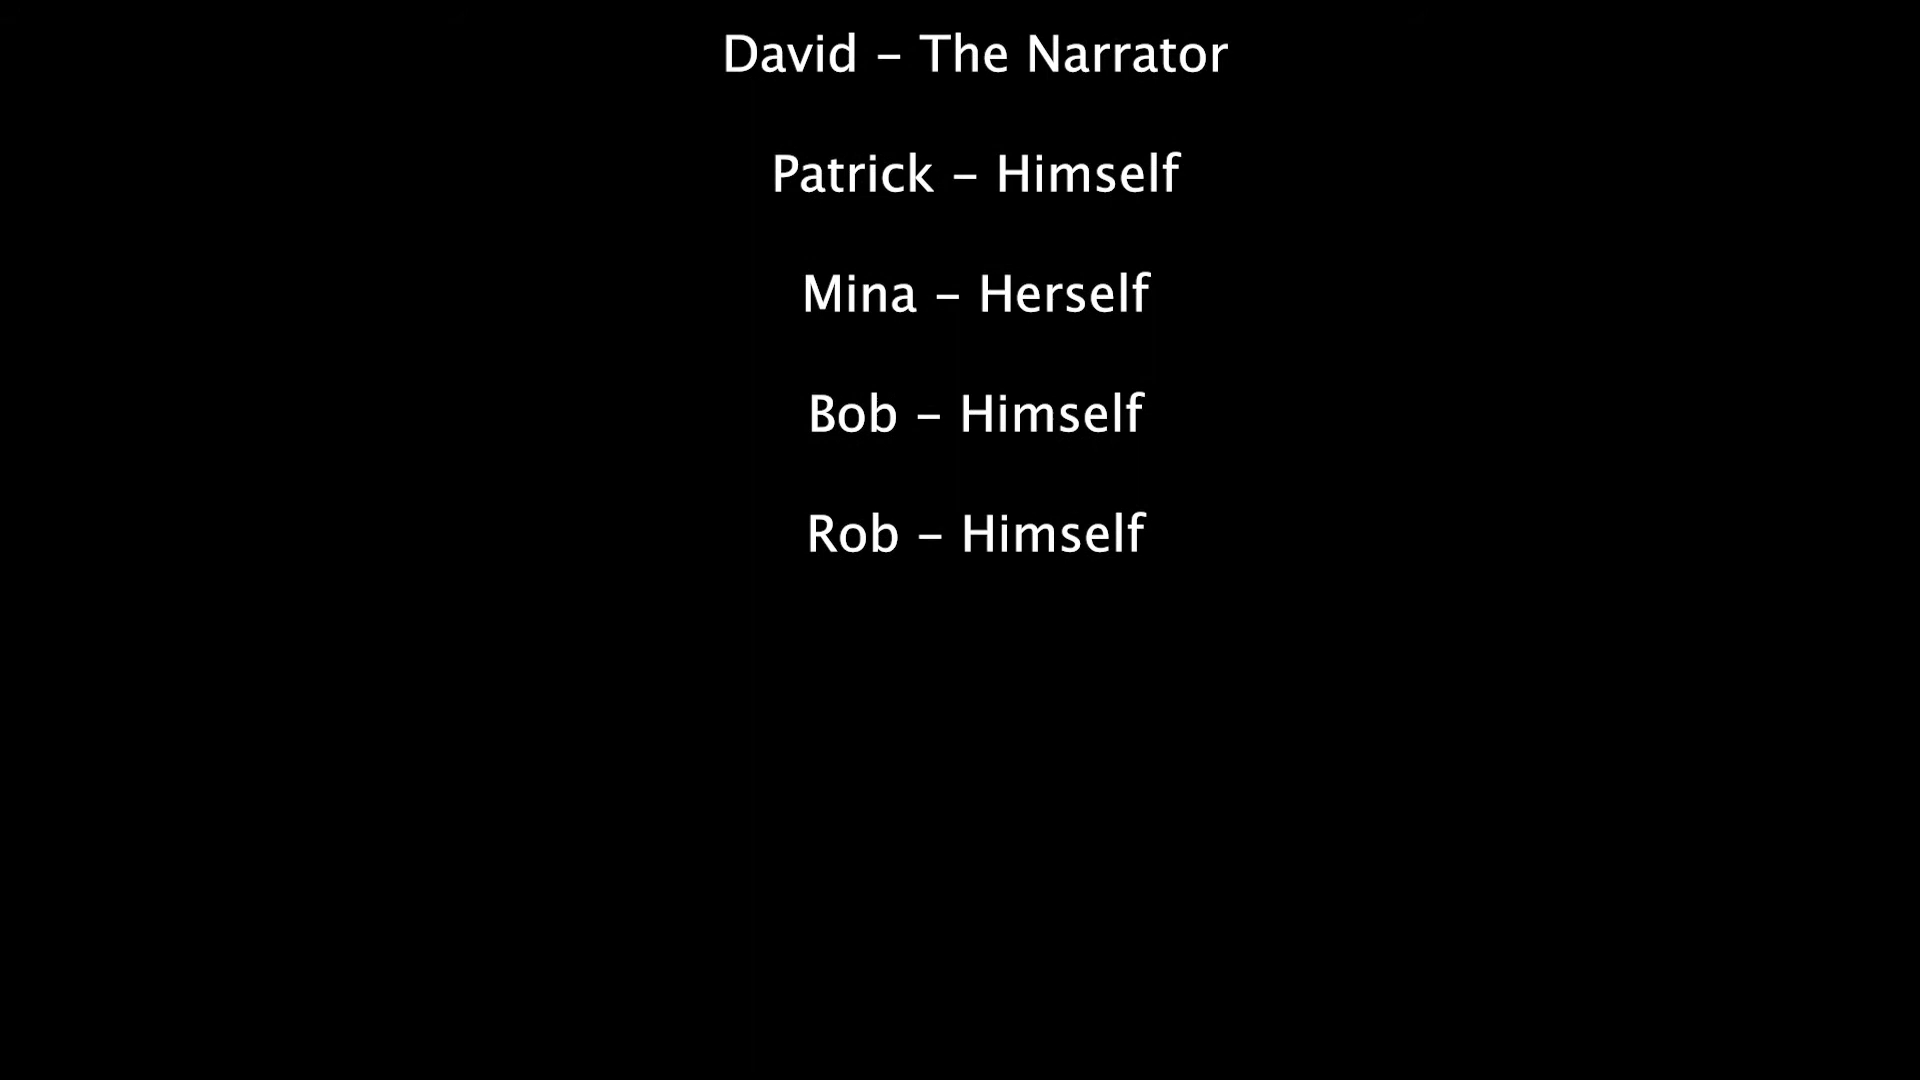 David – The Narrator
Patrick – Himself
Mina – Herself
Bob – Himself
Rob – Himself